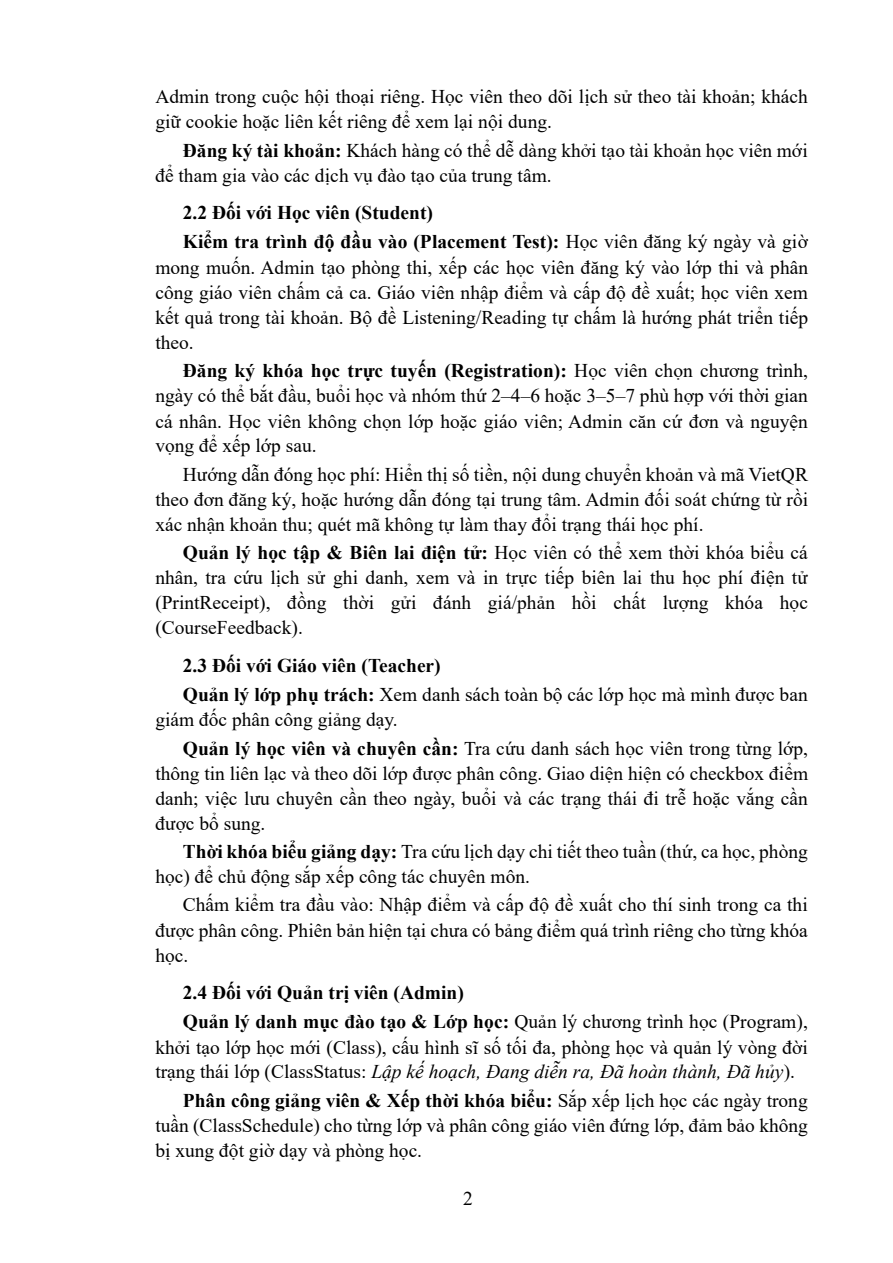 Admin trong cuộc hội thoại riêng. Học viên theo dõi lịch sử theo tài khoản; khách
giữ cookie hoặc liên kết riêng để xem lại nội dung.
Đăng ký tài khoản: Khách hàng có thể dễ dàng khởi tạo tài khoản học viên mới
để tham gia vào các dịch vụ đào tạo của trung tâm.
2.2 Đối với Học viên (Student)
Kiểm tra trình độ đầu vào (Placement Test): Học viên đăng ký ngày và giờ
mong muốn. Admin tạo phòng thi, xếp các học viên đăng ký vào lớp thi và phân
công giáo viên chấm cả ca. Giáo viên nhập điểm và cấp độ đề xuất; học viên xem
kết quả trong tài khoản. Bộ đề Listening/Reading tự chấm là hướng phát triển tiếp
theo.
Đăng ký khóa học trực tuyến (Registration): Học viên chọn chương trình,
ngày có thể bắt đầu, buổi học và nhóm thứ 2–4–6 hoặc 3–5–7 phù hợp với thời gian
cá nhân. Học viên không chọn lớp hoặc giáo viên; Admin căn cứ đơn và nguyện
vọng để xếp lớp sau.
Hướng dẫn đóng học phí: Hiển thị số tiền, nội dung chuyển khoản và mã VietQR
theo đơn đăng ký, hoặc hướng dẫn đóng tại trung tâm. Admin đối soát chứng từ rồi
xác nhận khoản thu; quét mã không tự làm thay đổi trạng thái học phí.
Quản lý học tập & Biên lai điện tử: Học viên có thể xem thời khóa biểu cá
nhân, tra cứu lịch sử ghi danh, xem và in trực tiếp biên lai thu học phí điện tử
(PrintReceipt), đồng thời gửi đánh giá/phản hồi chất lượng khóa học
(CourseFeedback).
2.3 Đối với Giáo viên (Teacher)
Quản lý lớp phụ trách: Xem danh sách toàn bộ các lớp học mà mình được ban
giám đốc phân công giảng dạy.
Quản lý học viên và chuyên cần: Tra cứu danh sách học viên trong từng lớp,
thông tin liên lạc và theo dõi lớp được phân công. Giao diện hiện có checkbox điểm
danh; việc lưu chuyên cần theo ngày, buổi và các trạng thái đi trễ hoặc vắng cần
được bổ sung.
Thời khóa biểu giảng dạy: Tra cứu lịch dạy chi tiết theo tuần (thứ, ca học, phòng
học) để chủ động sắp xếp công tác chuyên môn.
Chấm kiểm tra đầu vào: Nhập điểm và cấp độ đề xuất cho thí sinh trong ca thi
được phân công. Phiên bản hiện tại chưa có bảng điểm quá trình riêng cho từng khóa
học.
2.4 Đối với Quản trị viên (Admin)
Quản lý danh mục đào tạo & Lớp học: Quản lý chương trình học (Program),
khởi tạo lớp học mới (Class), cấu hình sĩ số tối đa, phòng học và quản lý vòng đời
trạng thái lớp (ClassStatus: Lập kế hoạch, Đang diễn ra, Đã hoàn thành, Đã hủy).
Phân công giảng viên & Xếp thời khóa biểu: Sắp xếp lịch học các ngày trong
tuần (ClassSchedule) cho từng lớp và phân công giáo viên đứng lớp, đảm bảo không
bị xung đột giờ dạy và phòng học.
2